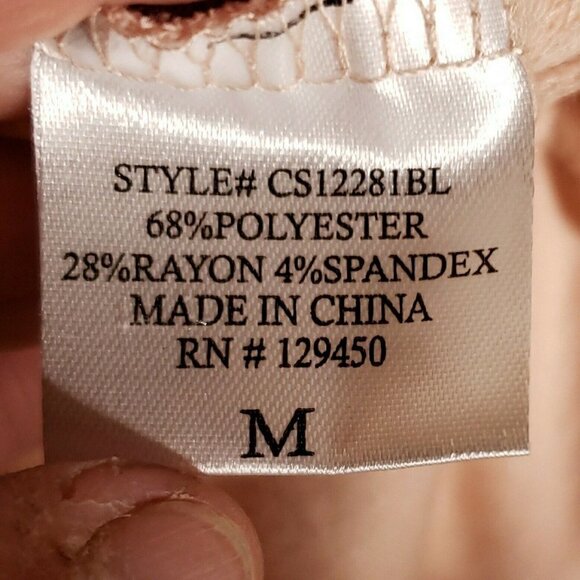 STYLE# CS12281BL
68%POLYESTER
28%RAYON 4%SPANDEX
MADE IN CHINA
RN # 129450
M